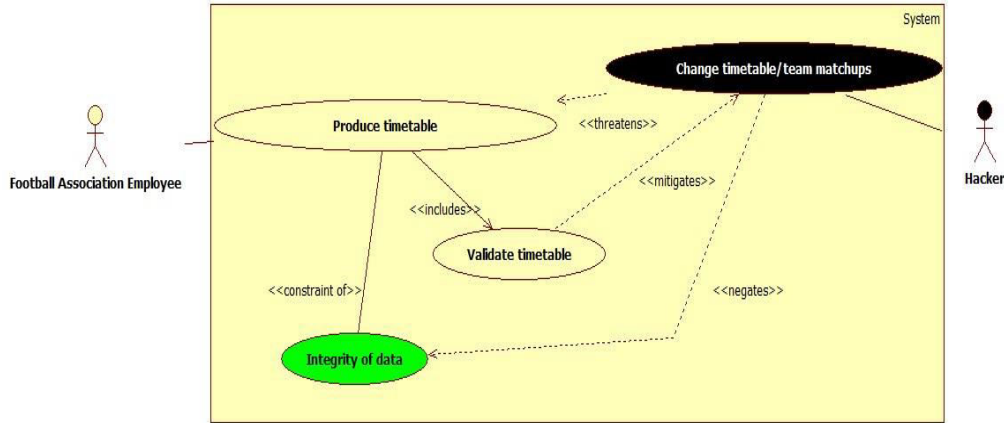 System
Change timetable/team matchups
Produce timetable
<<threatens>>
Football Association Employee
Hacker
<<mitigates>>
<<includes>>
Validate timetable
<<constraint of>>
<<negates>>
Integrity of data